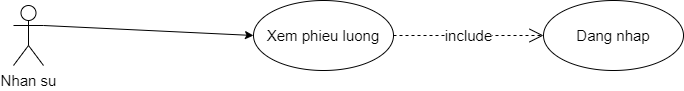 Xem phieu luong
include
Dang nhap
Nhan su